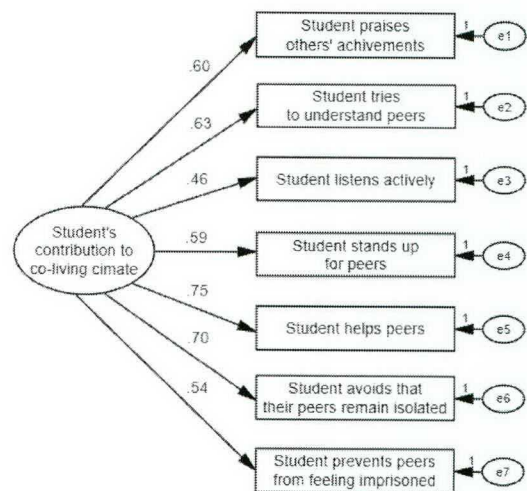 Student praises
others' achivements
1
e1
.60
Student tries
to understand peers
1
e2
.63
Student listens actively
1
e3
.46
Student's
contribution to
co-living cimate
.59
Student stands up
for peers
1
e4
.75
Student helps peers
1
e5
.70
Student avoids that
their peers remain isolated
1
e6
.54
Student prevents peers
from feeling imprisoned
1
e7